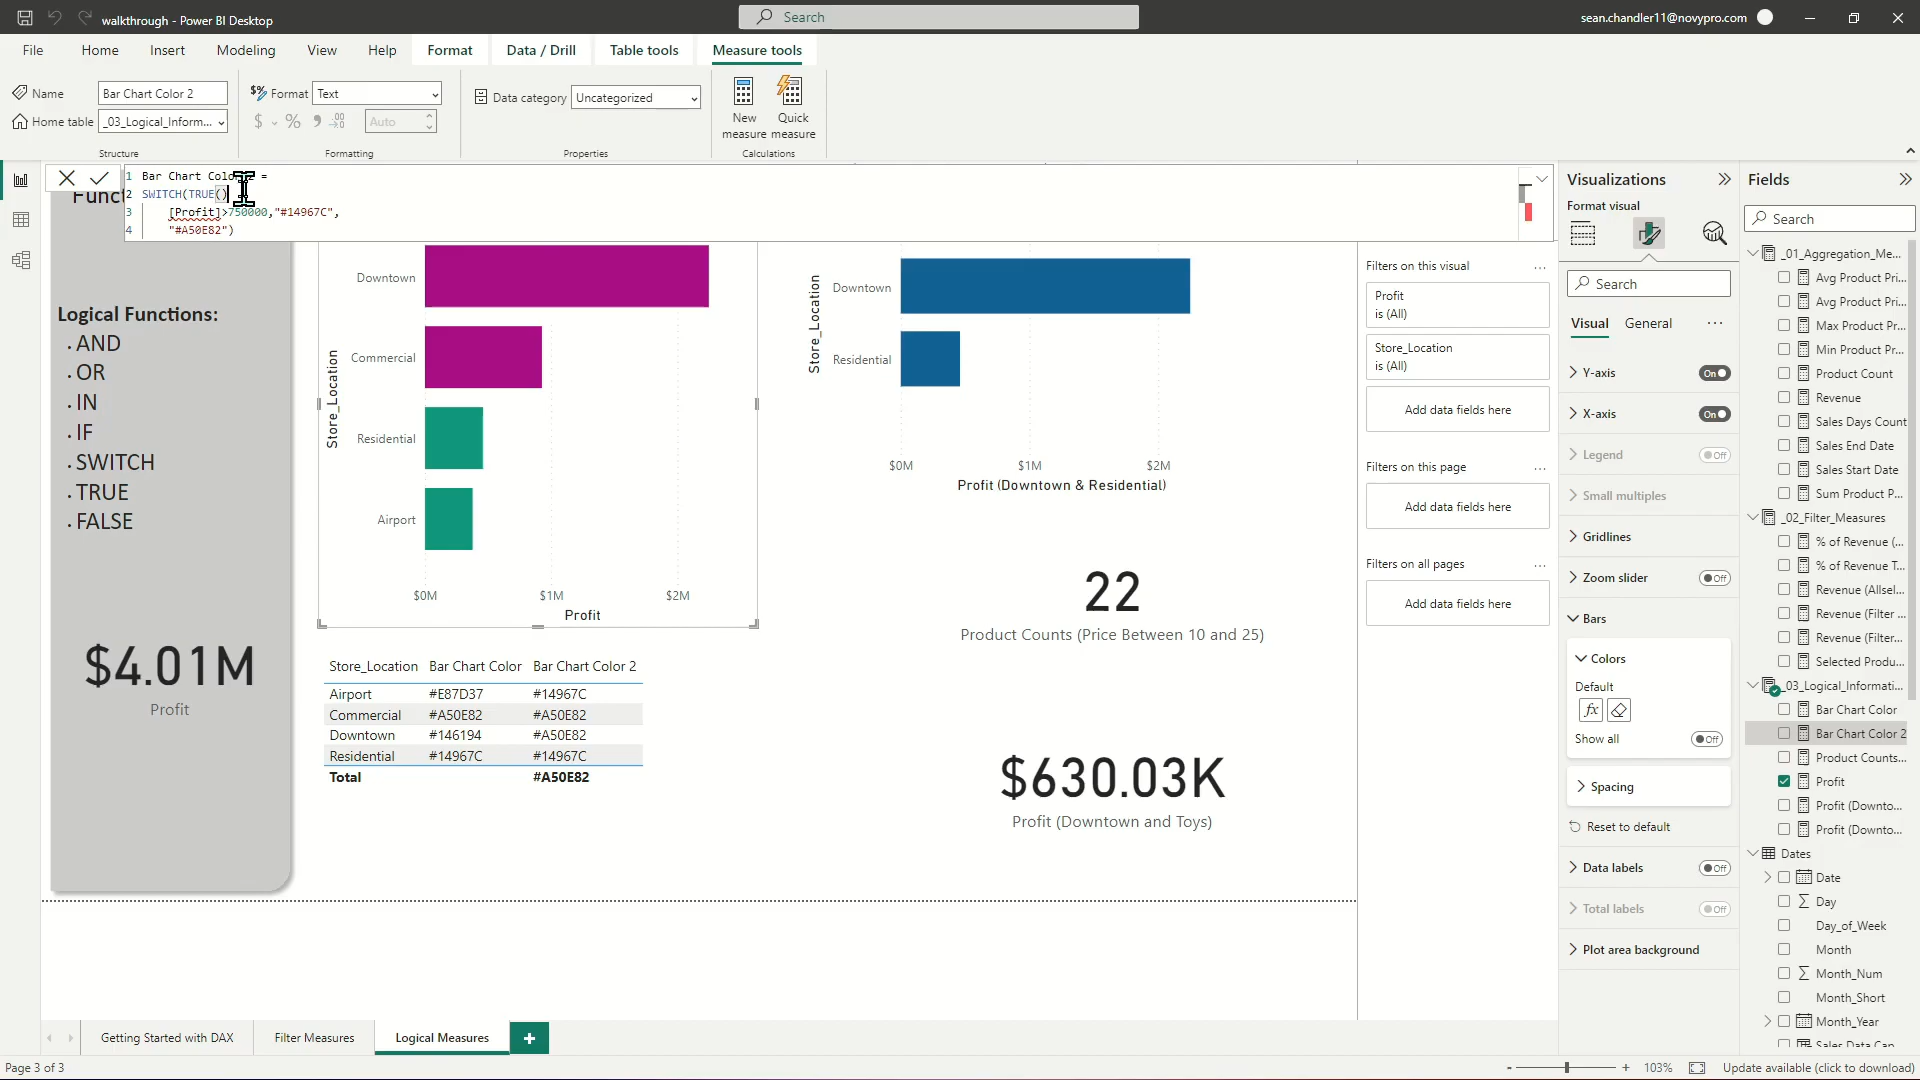 walkthrough - Power BI Desktop
Search
sean.chandler11@novypro.com
File
Home
Insert
Modeling
View
Help
Format
Data / Drill
Table tools
Measure tools
Name
Bar Chart Color 2
Home table
_03_Logical_Inform...
Structure
Format
Text
$
%
Auto
Formatting
Data category
Uncategorized
Properties
New
measure
Quick
measure
Calculations
1 Bar Chart =
2 SWITCH(TRUE()
3 [Profit]>750000,"#14967C",
4 "#A50E82")
Logical Functions:
. AND
. OR
. IN
. IF
. SWITCH
. TRUE
. FALSE
$4.01M
Profit
Store_Location
Downtown
Commercial
Residential
Airport
$0M
$1M
$2M
Profit
Store_Location Bar Chart Color Bar Chart Color 2
Airport #E87D37 #14967C
Commercial #A50E82 #A50E82
Downtown #146194 #A50E82
Residential #14967C #14967C
Total #A50E82
Store_Location
Downtown
Residential
$0M
$1M
$2M
Profit (Downtown & Residential)
22
Product Counts (Price Between 10 and 25)
$630.03K
Profit (Downtown and Toys)
Filters on this visual
...
Profit
is (All)
Store_Location
is (All)
Add data fields here
Filters on this page
...
Add data fields here
Filters on all pages
...
Add data fields here
Visualizations
Format visual
Search
Visual
General
...
Y-axis
On
X-axis
On
Legend
Off
Small multiples
Gridlines
Zoom slider
Off
Bars
Colors
Default
fx
Show all
Off
Spacing
Reset to default
Data labels
Off
Total labels
Off
Plot area background
Fields
Search
_01_Aggregation_Me...
Avg Product Pri...
Avg Product Pri...
Max Product Pr...
Min Product Pr...
Product Count
Revenue
Sales Days Count
Sales End Date
Sales Start Date
Sum Product P...
_02_Filter_Measures
% of Revenue (...
% of Revenue T...
Revenue (Allsel...
Revenue (Filter ...
Revenue (Filter...
Selected Produ...
_03_Logical_Informati...
Bar Chart Color
Bar Chart Color 2
Product Counts...
Profit
Profit (Downto...
Profit (Downto...
Dates
Date
Day
Day_of_Week
Month
Month_Num
Month_Short
Month_Year
Getting Started with DAX
Filter Measures
Logical Measures
Page 3 of 3
103%
Update available (click to download)